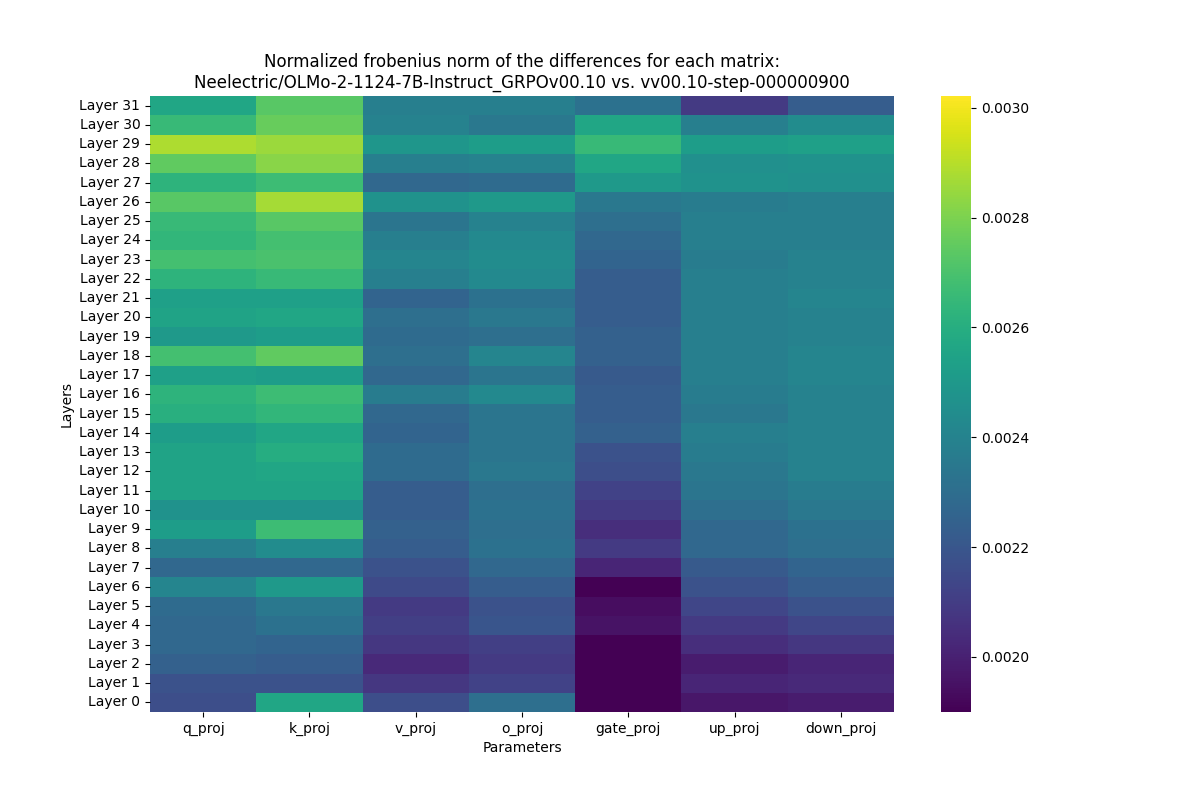 Normalized frobenius norm of the differences for each matrix:
Neelectric/OLMo-2-1124-7B-Instruct_GRPOv00.10 vs. vv00.10-step-000000900
Layers
Layer 31
Layer 30
Layer 29
Layer 28
Layer 27
Layer 26
Layer 25
Layer 24
Layer 23
Layer 22
Layer 21
Layer 20
Layer 19
Layer 18
Layer 17
Layer 16
Layer 15
Layer 14
Layer 13
Layer 12
Layer 11
Layer 10
Layer 9
Layer 8
Layer 7
Layer 6
Layer 5
Layer 4
Layer 3
Layer 2
Layer 1
Layer 0
q_proj k_proj v_proj o_proj gate_proj up_proj down_proj
Parameters
0.0030
0.0028
0.0026
0.0024
0.0022
0.0020